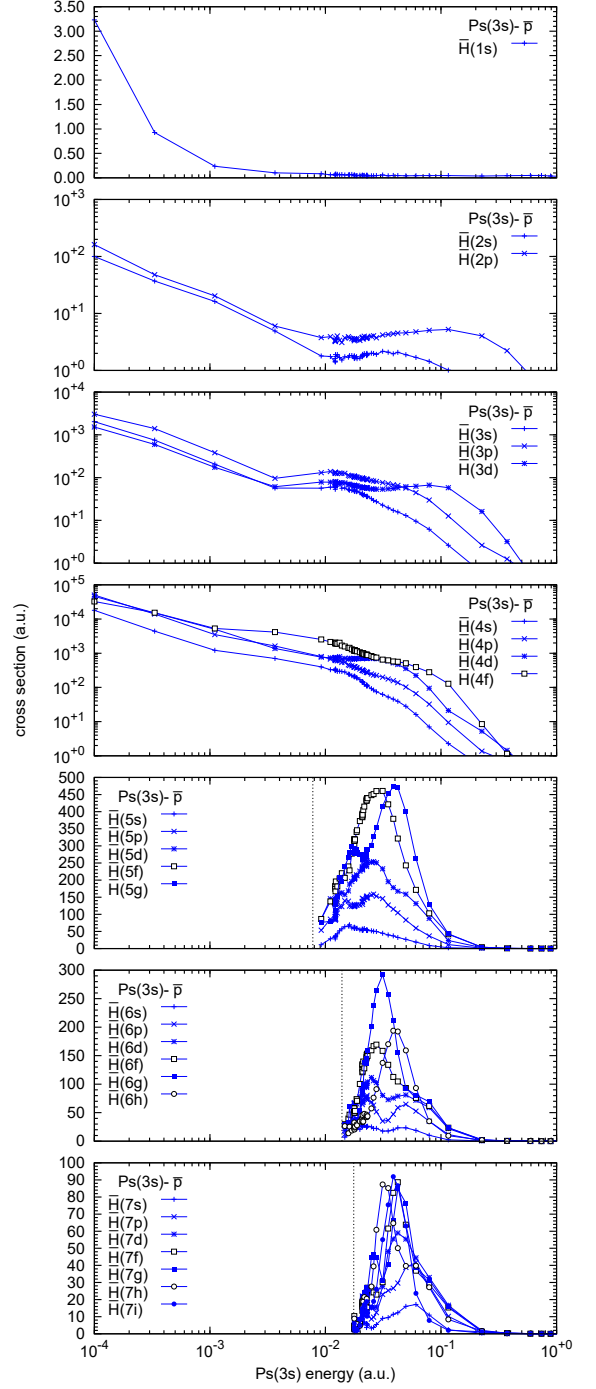 3.50
3.00
2.50
2.00
1.50
1.00
0.50
0.00
Ps(3s)- p̅
H̅(1s)
10⁺³
10⁺²
10⁺¹
10⁺⁰
Ps(3s)- p̅
H̅(2s)
H̅(2p)
10⁺⁴
10⁺³
10⁺²
10⁺¹
10⁺⁰
Ps(3s)- p̅
H̅(3s)
H̅(3p)
H̅(3d)
cross section (a.u.)
10⁺⁵
10⁺⁴
10⁺³
10⁺²
10⁺¹
10⁺⁰
Ps(3s)- p̅
H̅(4s)
H̅(4p)
H̅(4d)
H̅(4f)
500
450
400
350
300
250
200
150
100
50
0
Ps(3s)- p̅
H̅(5s)
H̅(5p)
H̅(5d)
H̅(5f)
H̅(5g)
300
250
200
150
100
50
0
Ps(3s)- p̅
H̅(6s)
H̅(6p)
H̅(6d)
H̅(6f)
H̅(6g)
H̅(6h)
100
90
80
70
60
50
40
30
20
10
0
Ps(3s)- p̅
H̅(7s)
H̅(7p)
H̅(7d)
H̅(7f)
H̅(7g)
H̅(7h)
H̅(7i)
10⁻⁴ 10⁻³ 10⁻² 10⁻¹ 10⁺⁰
Ps(3s) energy (a.u.)